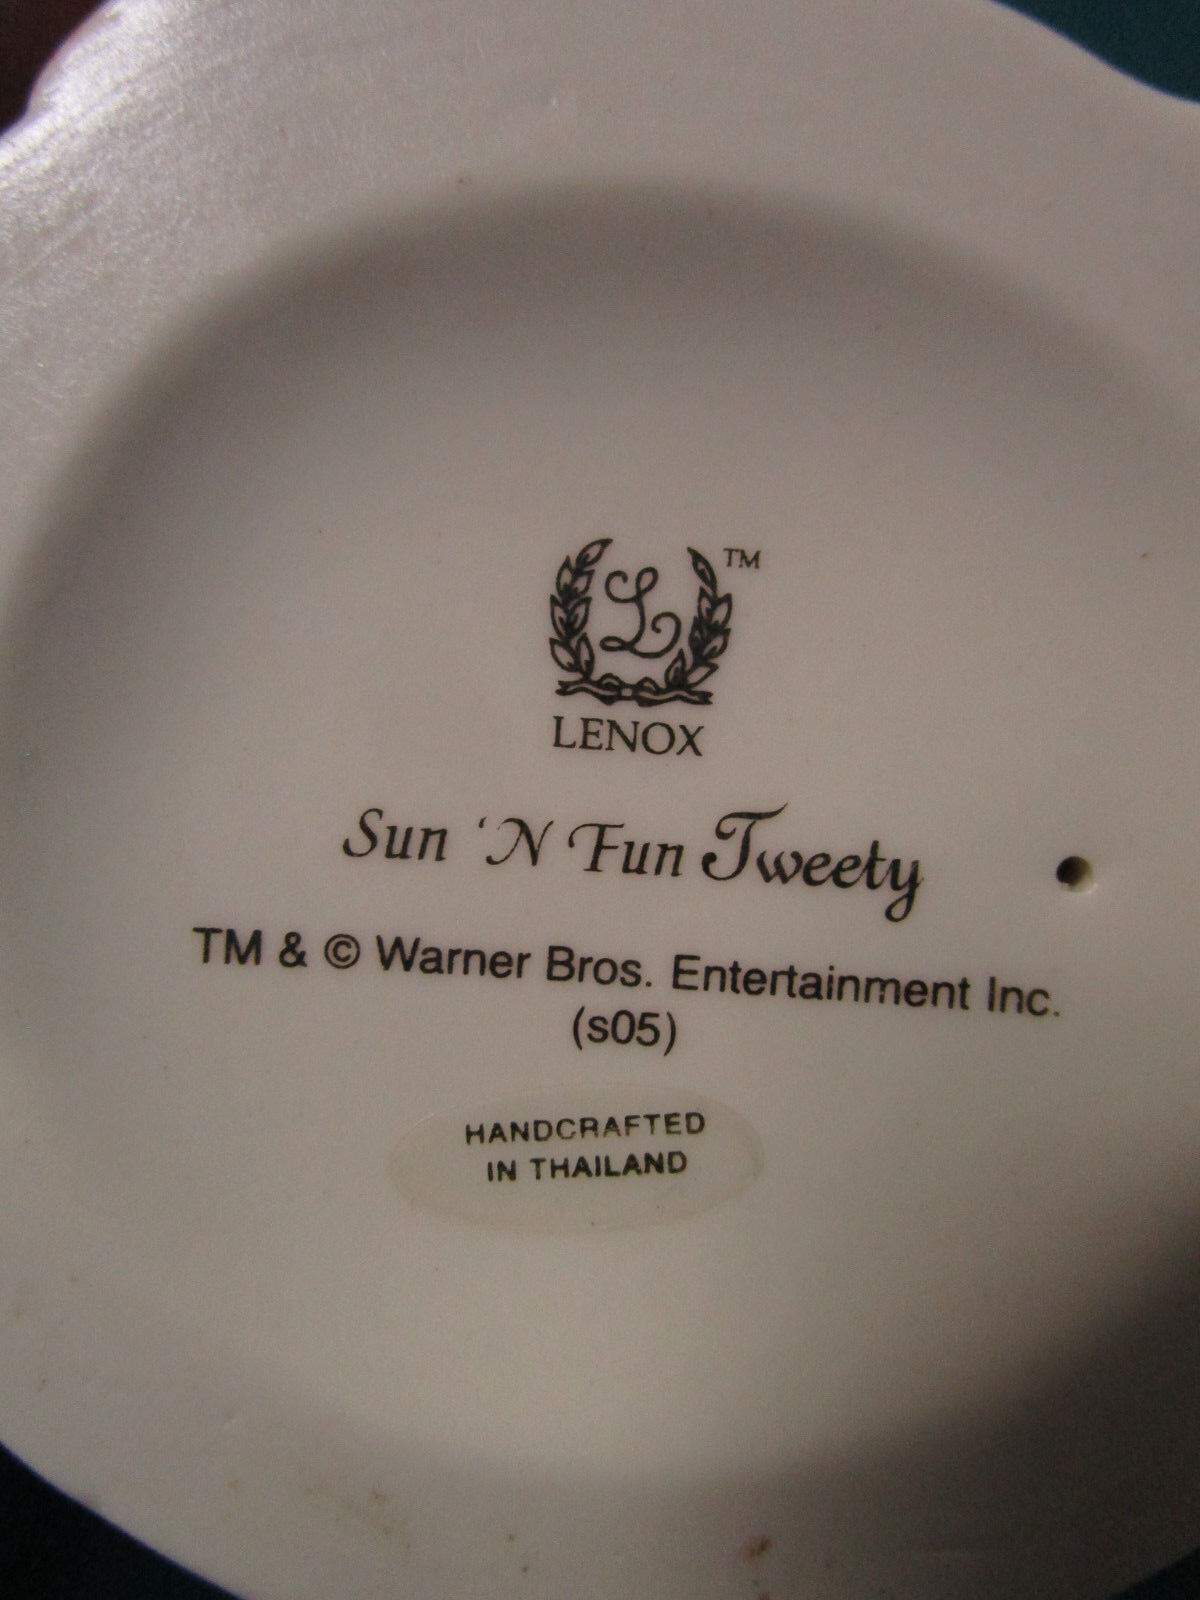 L TM
LENOX
Sun 'N Fun Tweety
TM & © Warner Bros. Entertainment Inc.
(s05)
HANDCRAFTED
IN THAILAND